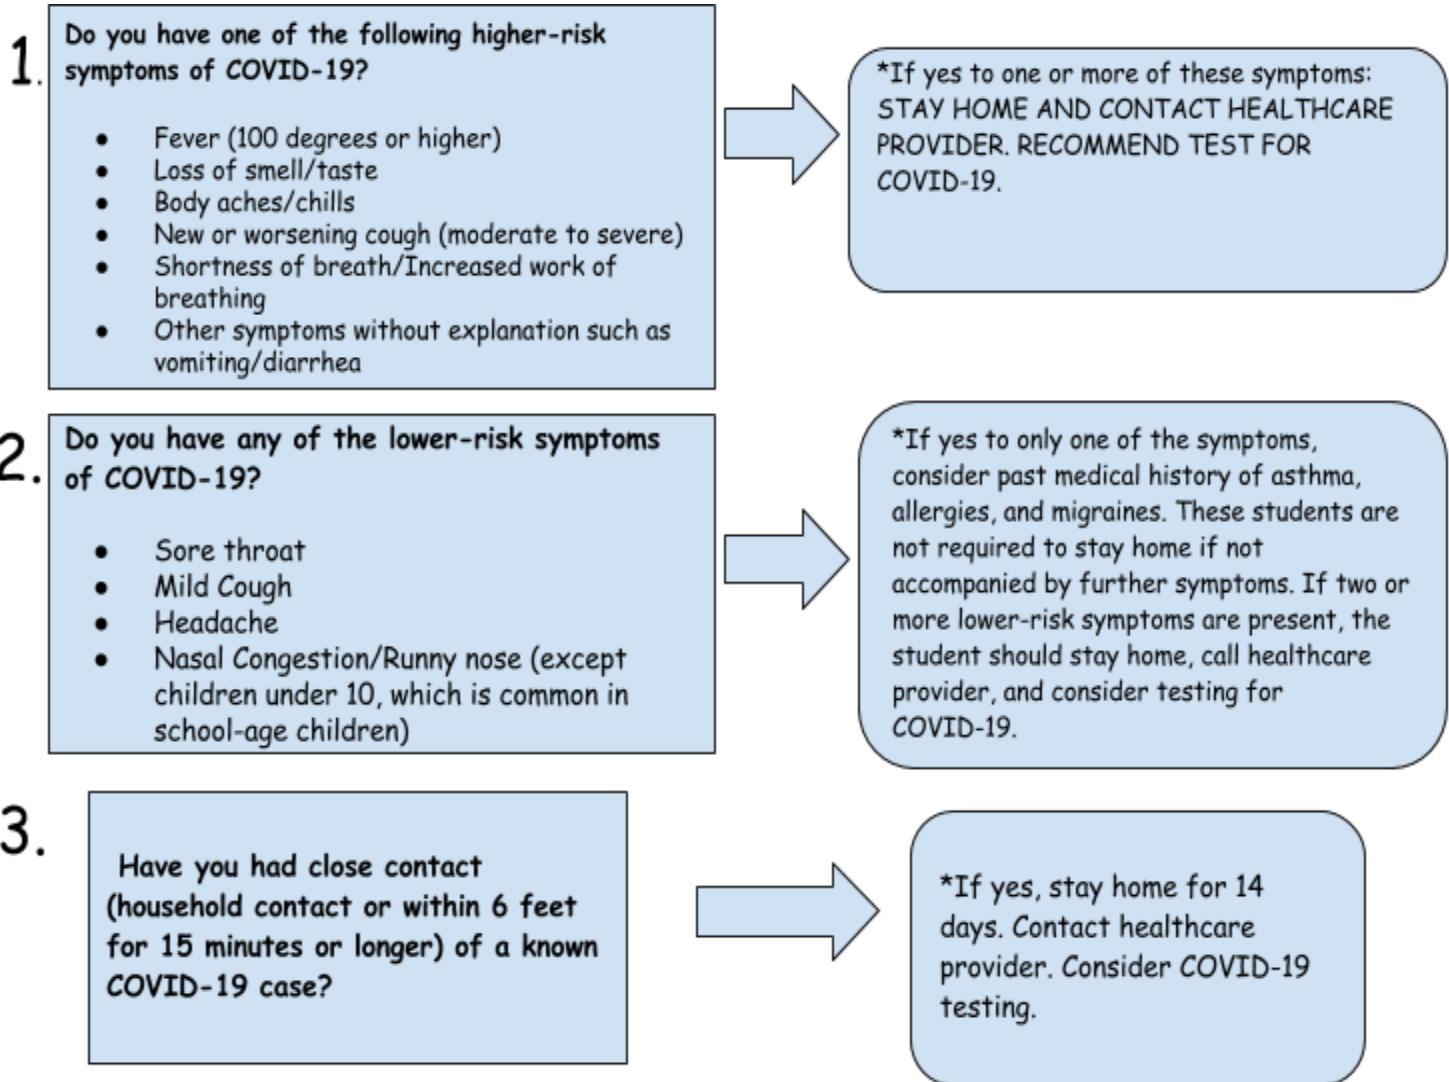 1.
Do you have one of the following higher-risk
symptoms of COVID-19?
● Fever (100 degrees or higher)
● Loss of smell/taste
● Body aches/chills
● New or worsening cough (moderate to severe)
● Shortness of breath/Increased work of
breathing
● Other symptoms without explanation such as
vomiting/diarrhea
*If yes to one or more of these symptoms:
STAY HOME AND CONTACT HEALTHCARE
PROVIDER. RECOMMEND TEST FOR
COVID-19.
2.
Do you have any of the lower-risk symptoms
of COVID-19?
● Sore throat
● Mild Cough
● Headache
● Nasal Congestion/Runny nose (except
children under 10, which is common in
school-age children)
*If yes to only one of the symptoms,
consider past medical history of asthma,
allergies, and migraines. These students are
not required to stay home if not
accompanied by further symptoms. If two or
more lower-risk symptoms are present, the
student should stay home, call healthcare
provider, and consider testing for
COVID-19.
3.
Have you had close contact
(household contact or within 6 feet
for 15 minutes or longer) of a known
COVID-19 case?
*If yes, stay home for 14
days. Contact healthcare
provider. Consider COVID-19
testing.